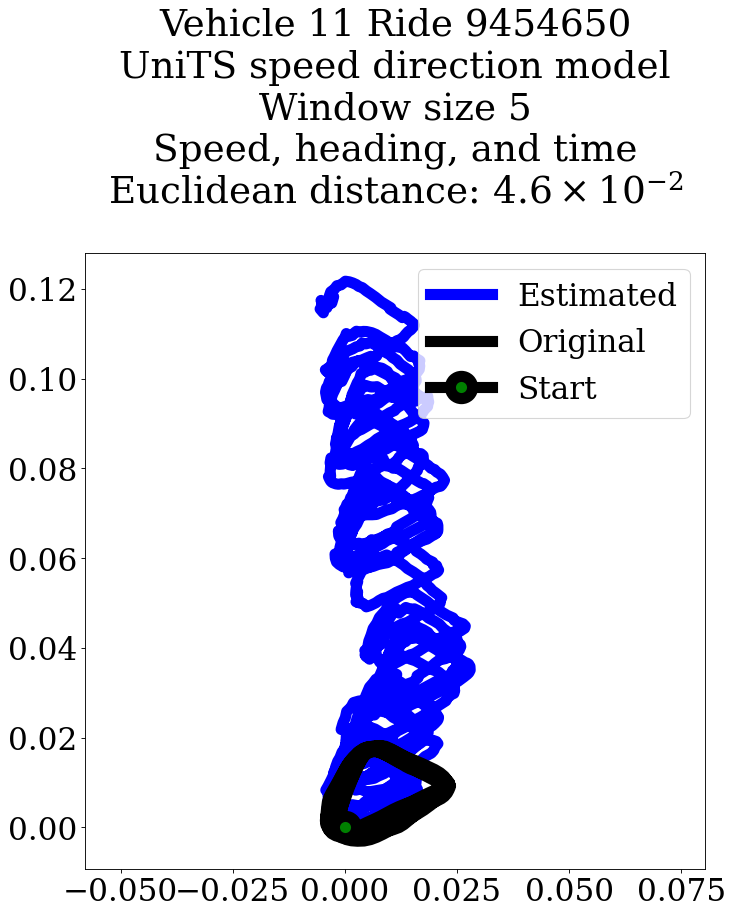 Vehicle 11 Ride 9454650
UniTS speed direction model
Window size 5
Speed, heading, and time
Euclidean distance: 4.6 × 10⁻²
Estimated
Original
Start
0.12
0.10
0.08
0.06
0.04
0.02
0.00
−0.050 −0.025 0.000 0.025 0.050 0.075